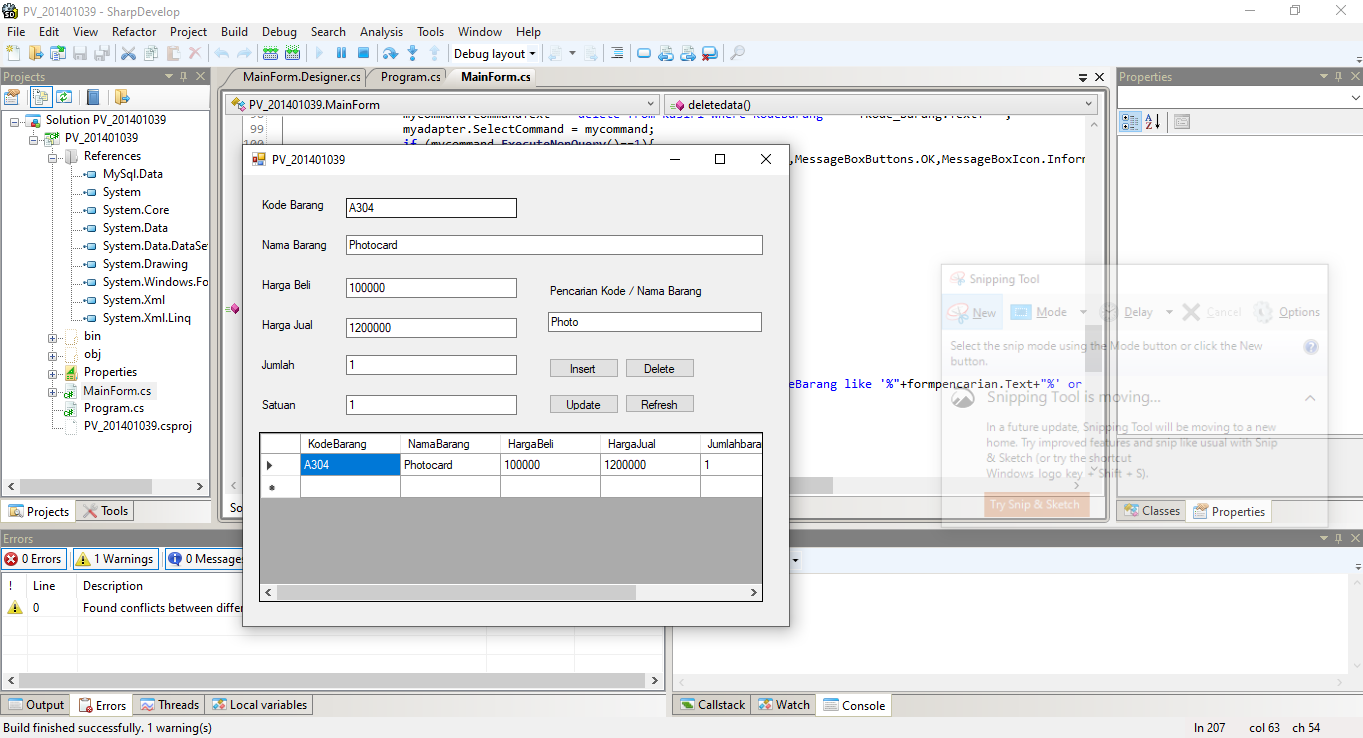 PV_201401039 - SharpDevelop
File Edit View Refactor Project Build Debug Search Analysis Tools Window Help
Debug layout
Projects
Solution PV_201401039
PV_201401039
References
MySql.Data
System
System.Core
System.Data
System.Data.DataSe
System.Drawing
System.Windows.Fo
System.Xml
System.Xml.Linq
bin
obj
Properties
MainForm.cs
Program.cs
PV_201401039.csproj
Projects Tools
MainForm.Designer.cs Program.cs MainForm.cs
PV_201401039.MainForm deletedata()
99 myadapter.SelectCommand = mycommand;
,MessageBoxButtons.OK,MessageBoxIcon.Inform
eBarang like '%"+formpencarian.Text+"%' or
So
PV_201401039
Kode Barang A304
Nama Barang Photocard
Harga Beli 100000
Pencarian Kode / Nama Barang
Harga Jual 1200000
Photo
Jumlah 1
Insert Delete
Satuan 1
Update Refresh
KodeBarang NamaBarang HargaBeli HargaJual Jumlahbara
A304 Photocard 100000 1200000 1
Properties
Snipping Tool
New Mode Delay Cancel Options
Select the snip mode using the Mode button or click the New
button.
Snipping Tool is moving...
In a future update, Snipping Tool will be moving to a new
home. Try improved features and snip like usual with Snip
& Sketch (or try the shortcut
Windows logo key + Shift + S).
Try Snip & Sketch
Classes Properties
Errors
0 Errors 1 Warnings 0 Message
! Line Description
0 Found conflicts between differ
Output Errors Threads Local variables
Callstack Watch Console
Build finished successfully. 1 warning(s)
ln 207 col 63 ch 54